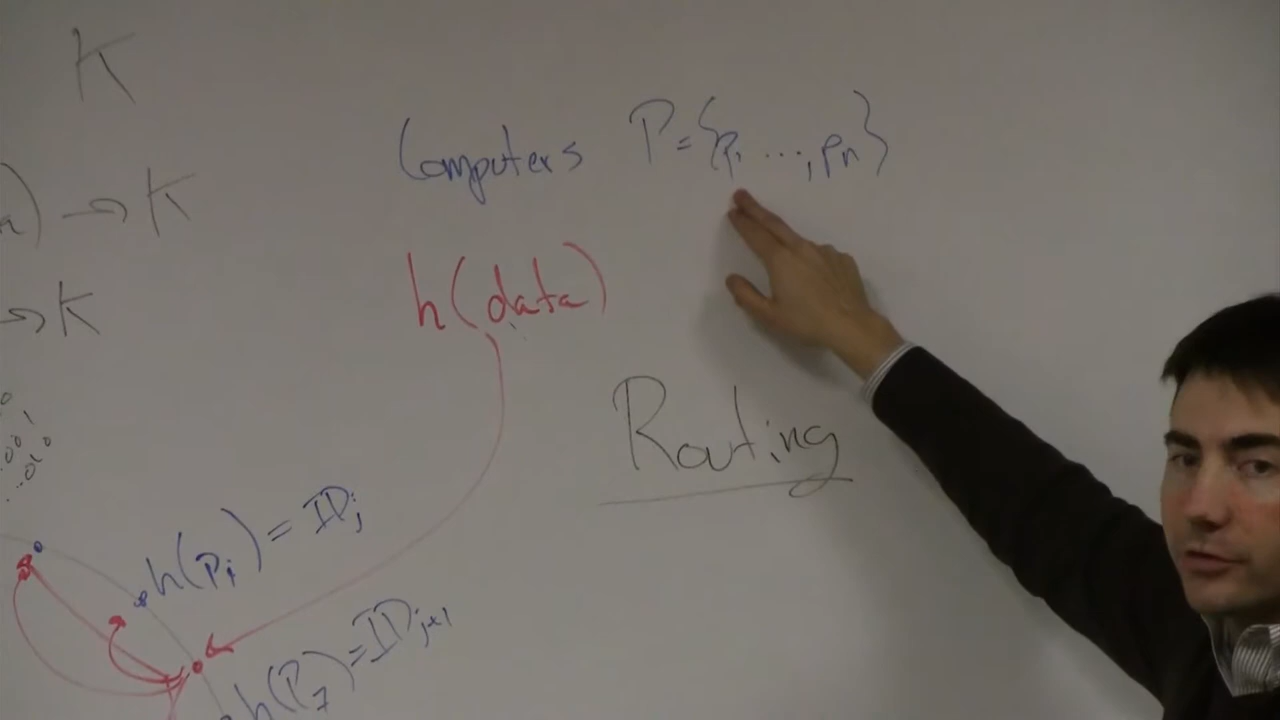 K
Computers P = {p1 ..., pn}
) → K
h(data)
→ K
Routing
h(pi) = IDj
h(P7) = IDj+1